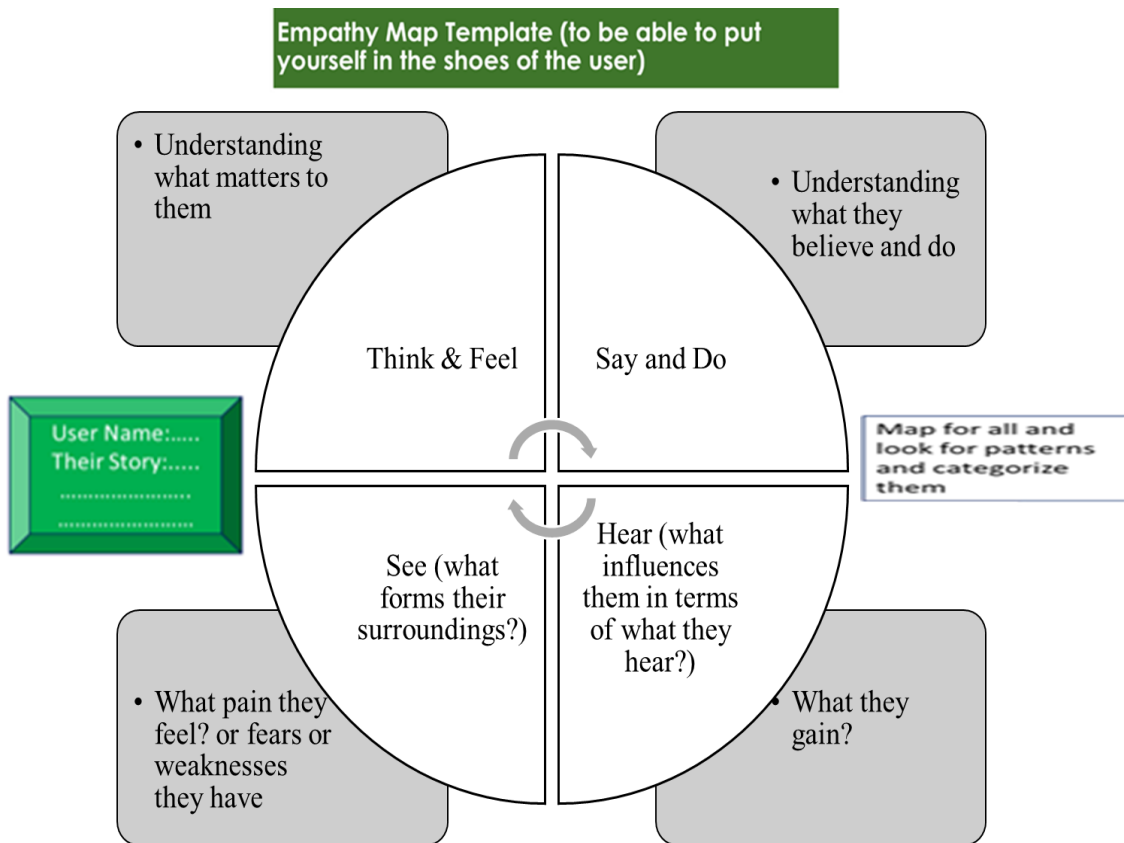 Empathy Map Template (to be able to put
yourself in the shoes of the user)
• Understanding
what matters to
them
• Understanding
what they
believe and do
Think & Feel
Say and Do
User Name:.....
Their Story:.....
........................
.........................
Map for all and
look for patterns
and categorize
them
See (what
forms their
surroundings?)
Hear (what
influences
them in terms
of what they
hear?)
• What pain they
feel? or fears or
weaknesses
they have
• What they
gain?